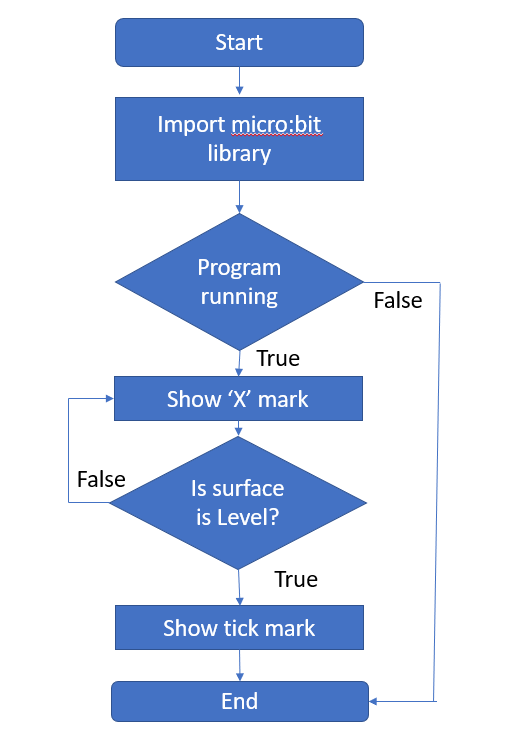 Start
Import micro:bit
library
Program
running
False
True
Show ‘X’ mark
False
Is surface
is Level?
True
Show tick mark
End